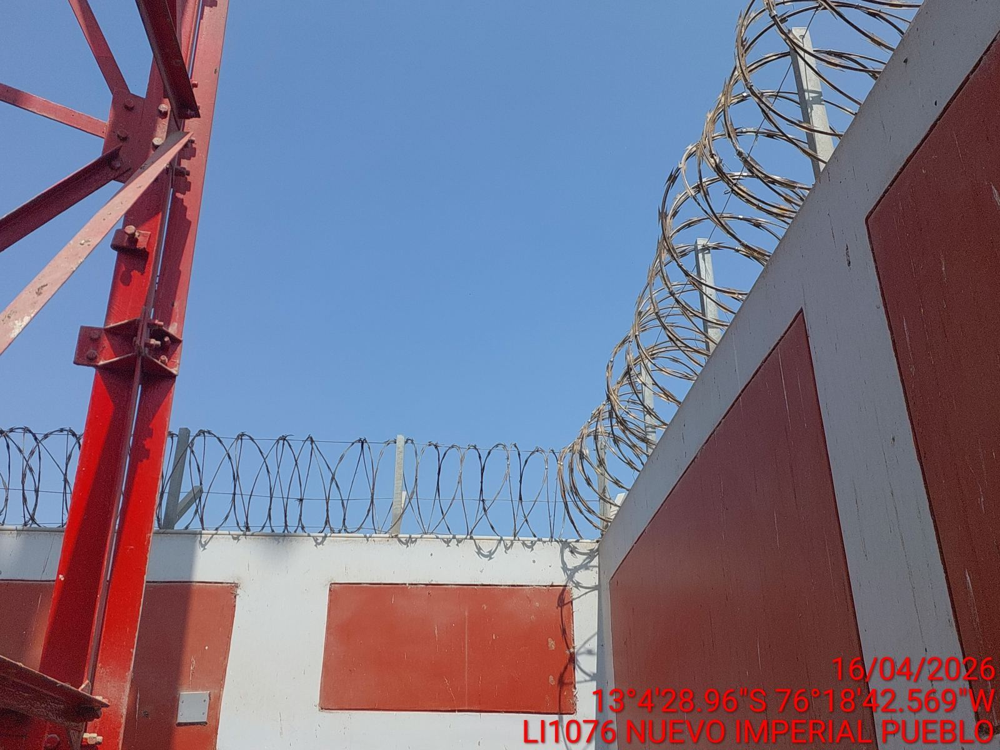 16/04/2026
13°4'28.96"S 76°18'42.569"W
LI1076 NUEVO IMPERIAL PUEBLO